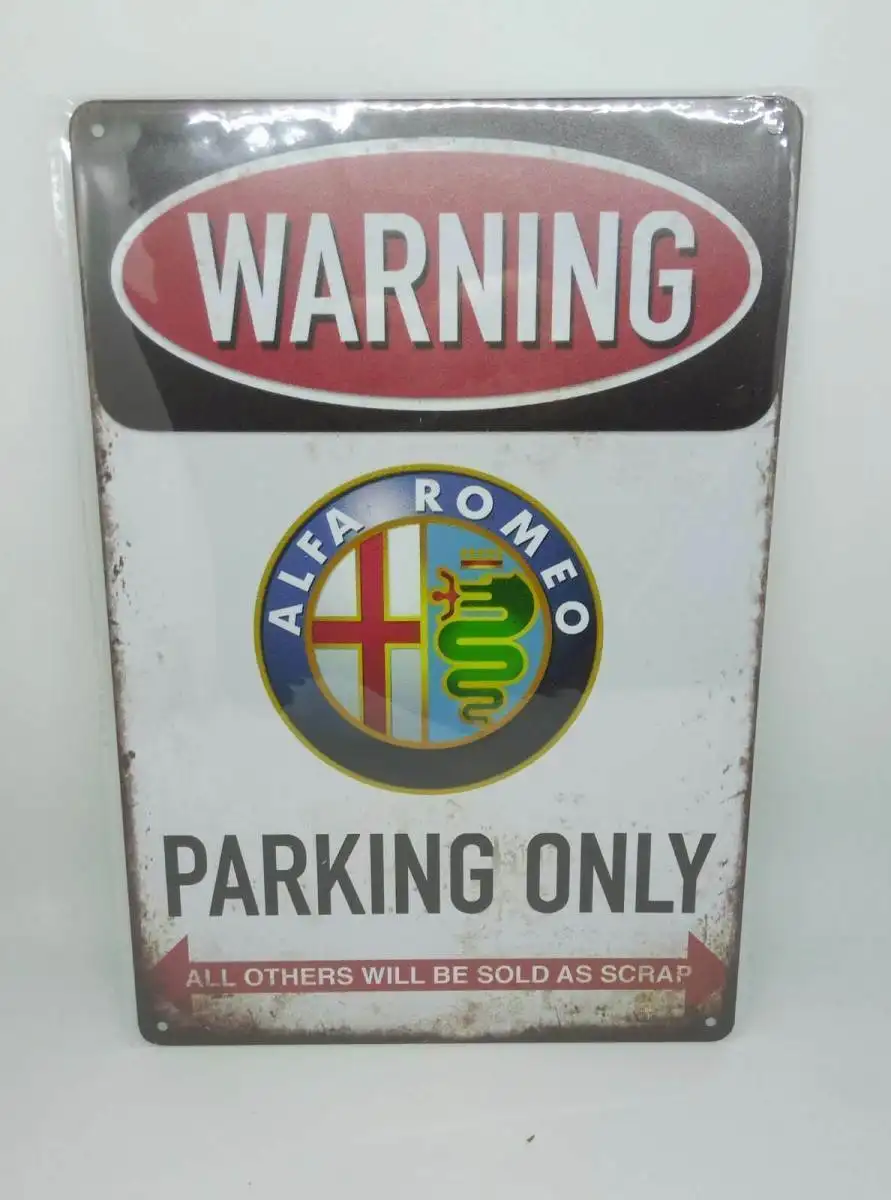 WARNING
ALFA ROMEO
PARKING ONLY
ALL OTHERS WILL BE SOLD AS SCRAP